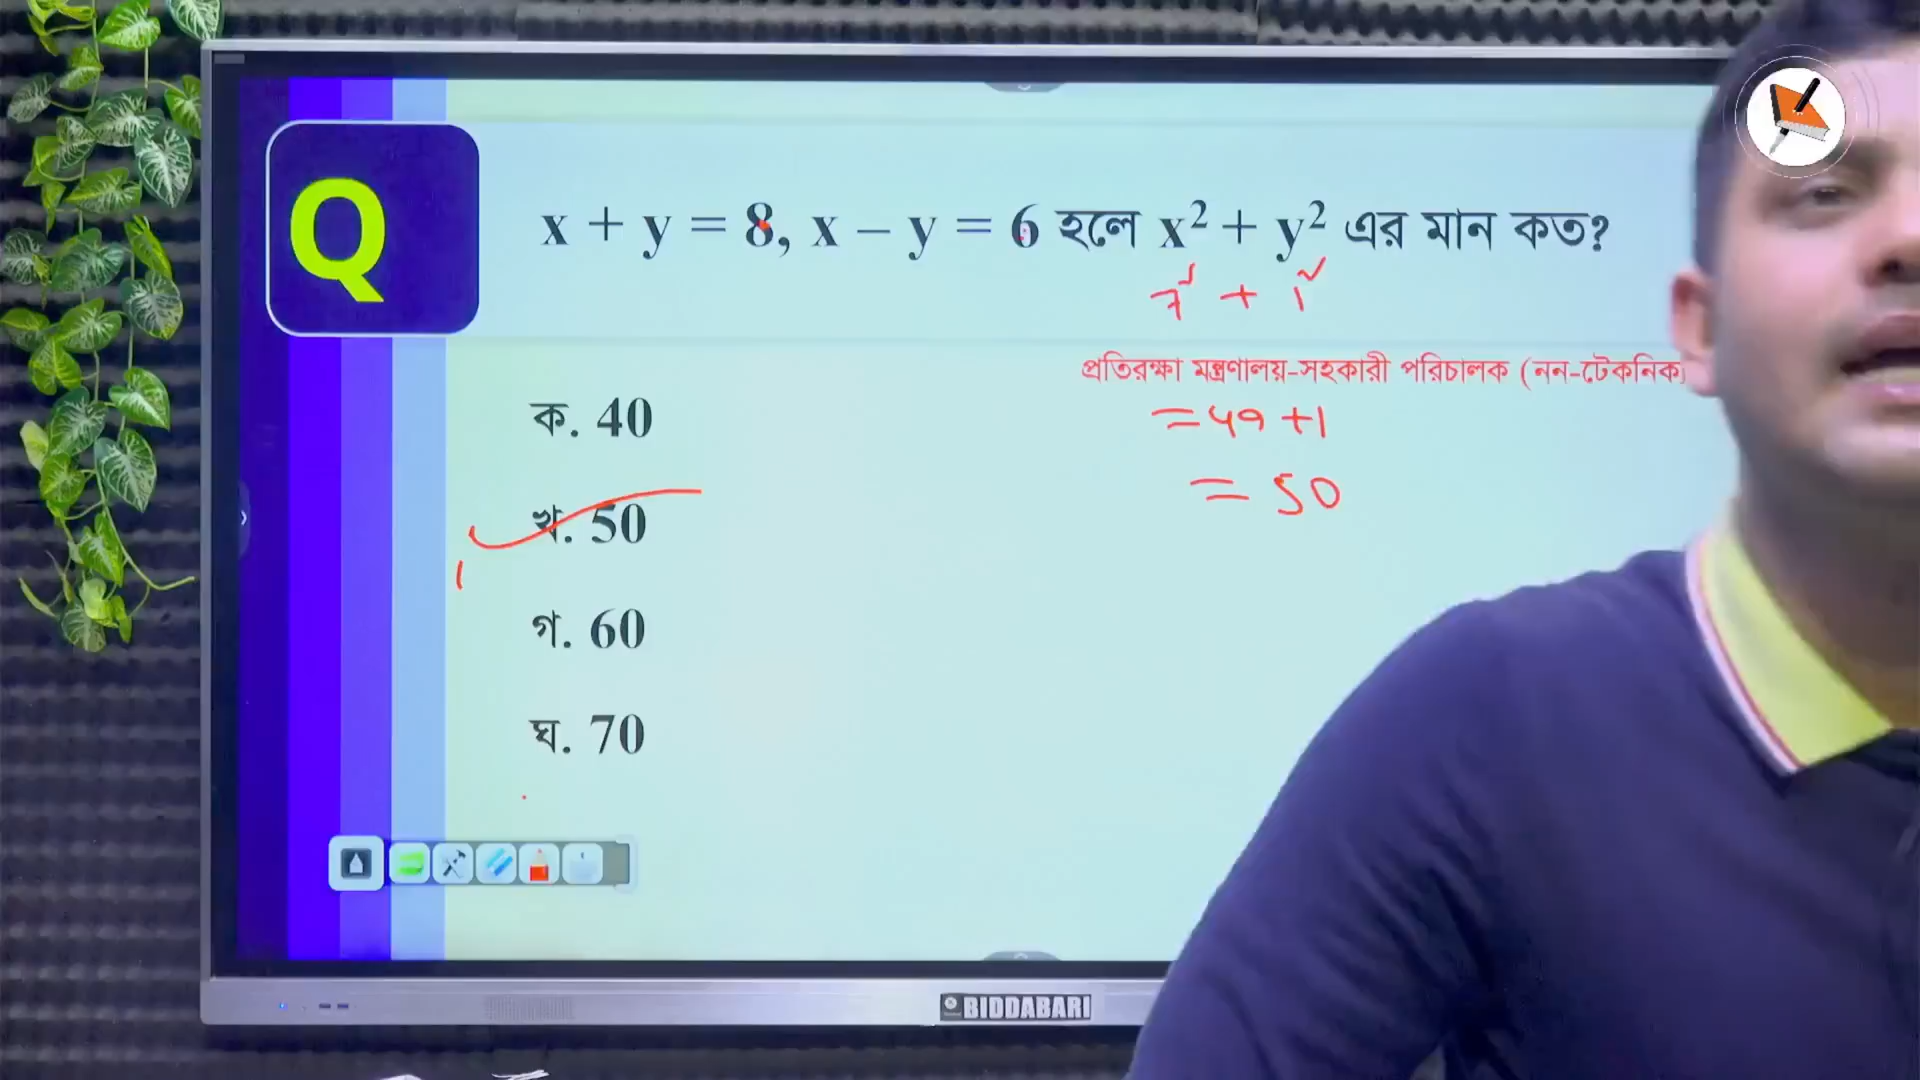 Q
x + y = 8, x – y = 6 হলে x² + y² এর মান কত?
7² + 1²
প্রতিরক্ষা মন্ত্রণালয়-সহকারী পরিচালক (নন-টেকনিক)
= 49 + 1
= 50
ক. 40
খ. 50
গ. 60
ঘ. 70
BIDDABARI